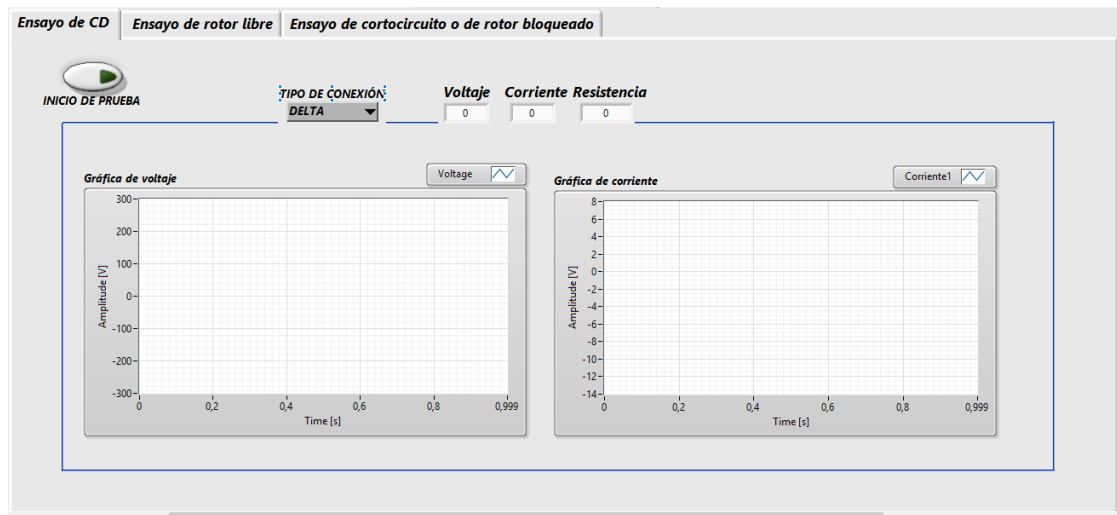 Ensayo de CD Ensayo de rotor libre Ensayo de cortocircuito o de rotor bloqueado
INICIO DE PRUEBA
TIPO DE CONEXIÓN
DELTA
Voltaje Corriente Resistencia
0 0 0
Gráfica de voltaje
Voltage
300
200
100
0
-100
-200
-300
Amplitude [V]
0 0,2 0,4 0,6 0,8 0,999
Time [s]
Gráfica de corriente
Corriente1
8
6
4
2
0
-2
-4
-6
-8
-10
-12
-14
Amplitude [V]
0 0,2 0,4 0,6 0,8 0,999
Time [s]